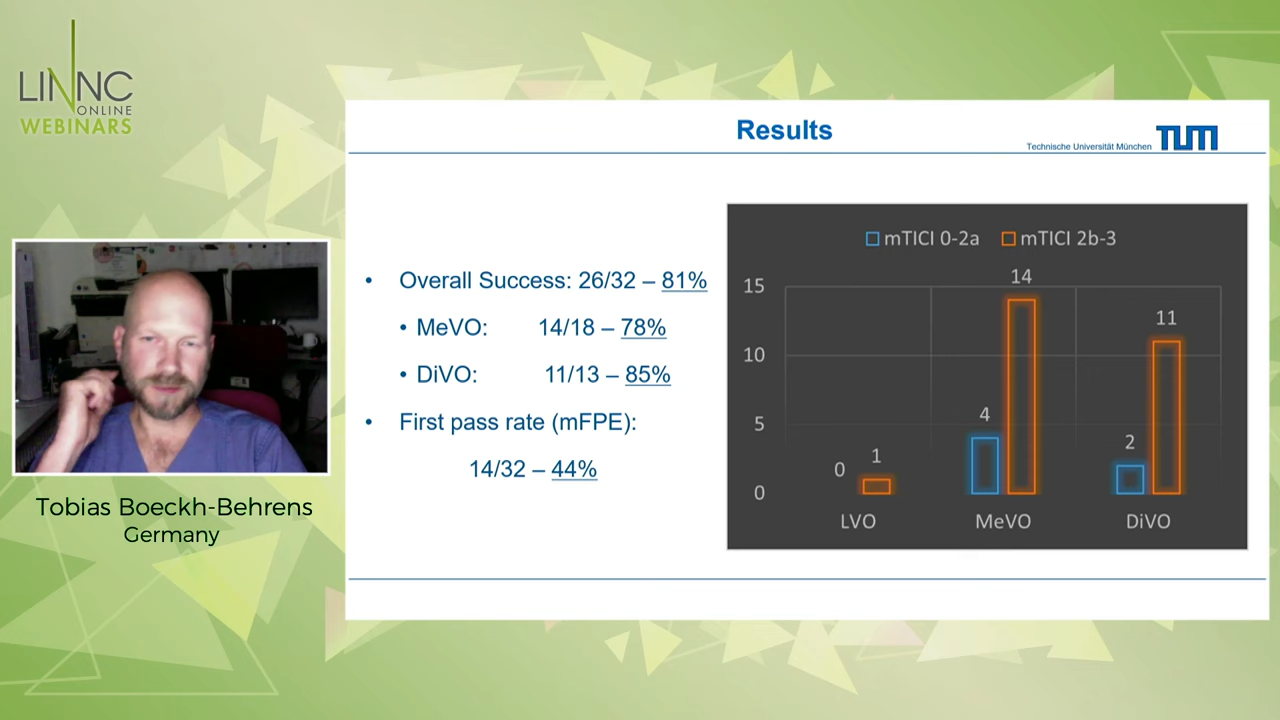 LINNC
ONLINE
WEBINARS
Results
Technische Universität München TUM
• Overall Success: 26/32 – 81%
• MeVO: 14/18 – 78%
• DiVO: 11/13 – 85%
• First pass rate (mFPE):
14/32 – 44%
mTICI 0-2a mTICI 2b-3
15
10
5
0
0
1
4
14
2
11
LVO MeVO DiVO
Tobias Boeckh-Behrens
Germany